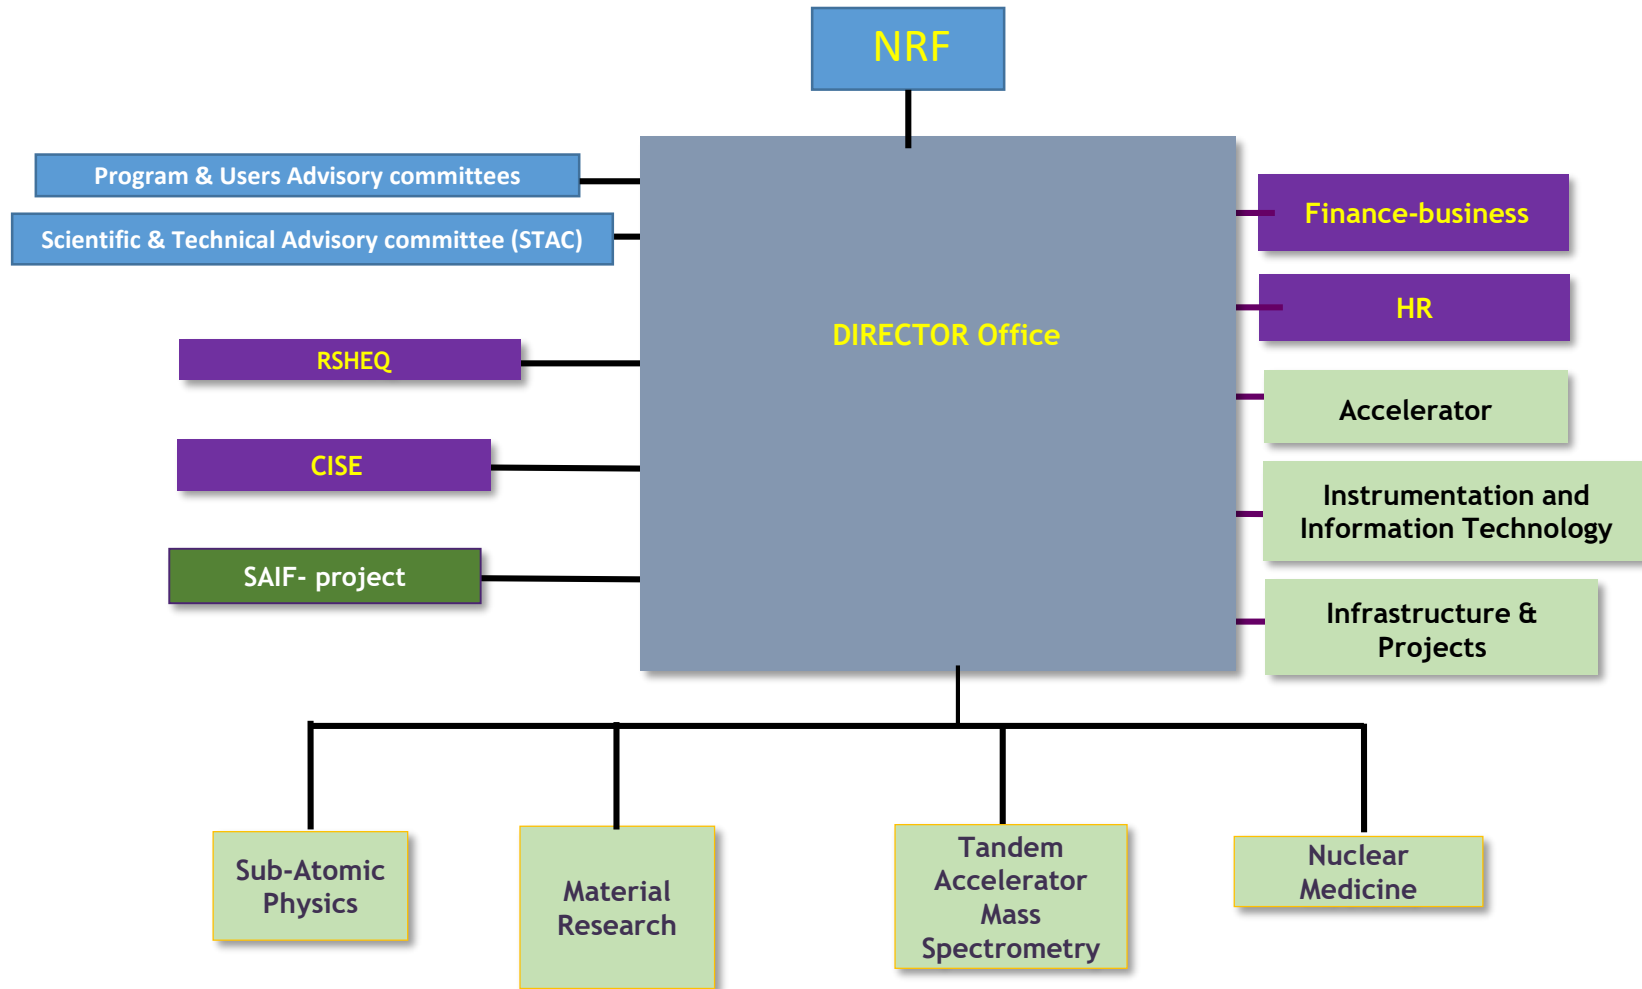 NRF
Program & Users Advisory committees
Scientific & Technical Advisory committee (STAC)
RSHEQ
CISE
SAIF- project
DIRECTOR Office
Finance-business
HR
Accelerator
Instrumentation and
Information Technology
Infrastructure &
Projects
Sub-Atomic
Physics
Material
Research
Tandem
Accelerator
Mass
Spectrometry
Nuclear
Medicine